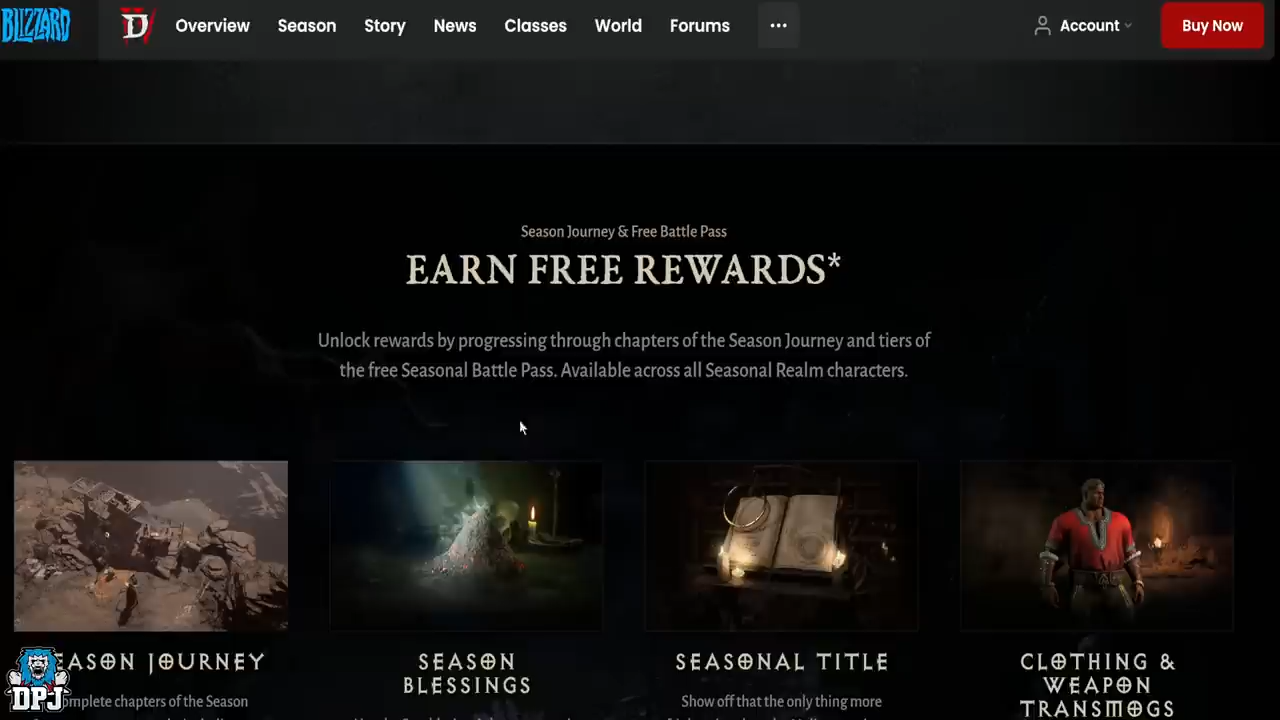 BLIZZARD
D
Overview
Season
Story
News
Classes
World
Forums
•••
Account
Buy Now
Season Journey & Free Battle Pass
EARN FREE REWARDS*
Unlock rewards by progressing through chapters of the Season Journey and tiers of
the free Seasonal Battle Pass. Available across all Seasonal Realm characters.
EASON JOURNEY
omplete chapters of the Season
SEASON
BLESSINGS
SEASONAL TITLE
Show off that the only thing more
CLOTHING &
WEAPON
TRANSMOGS
DPJ